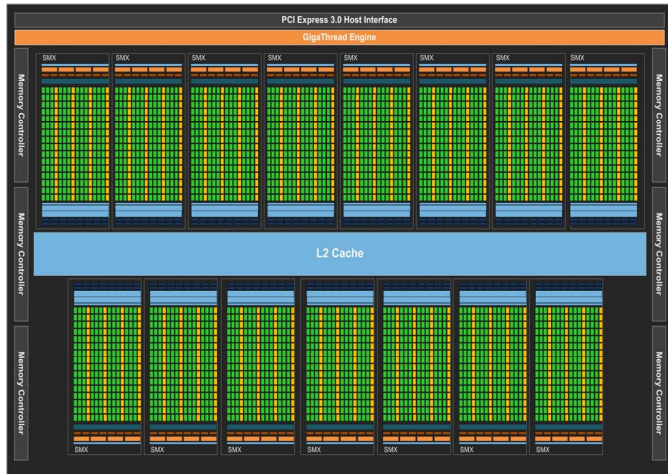 PCI Express 3.0 Host Interface
GigaThread Engine
Memory Controller
Memory Controller
Memory Controller
SMX
SMX
SMX
SMX
SMX
SMX
SMX
SMX
L2 Cache
SMX
SMX
SMX
SMX
SMX
SMX
SMX
Memory Controller
Memory Controller
Memory Controller